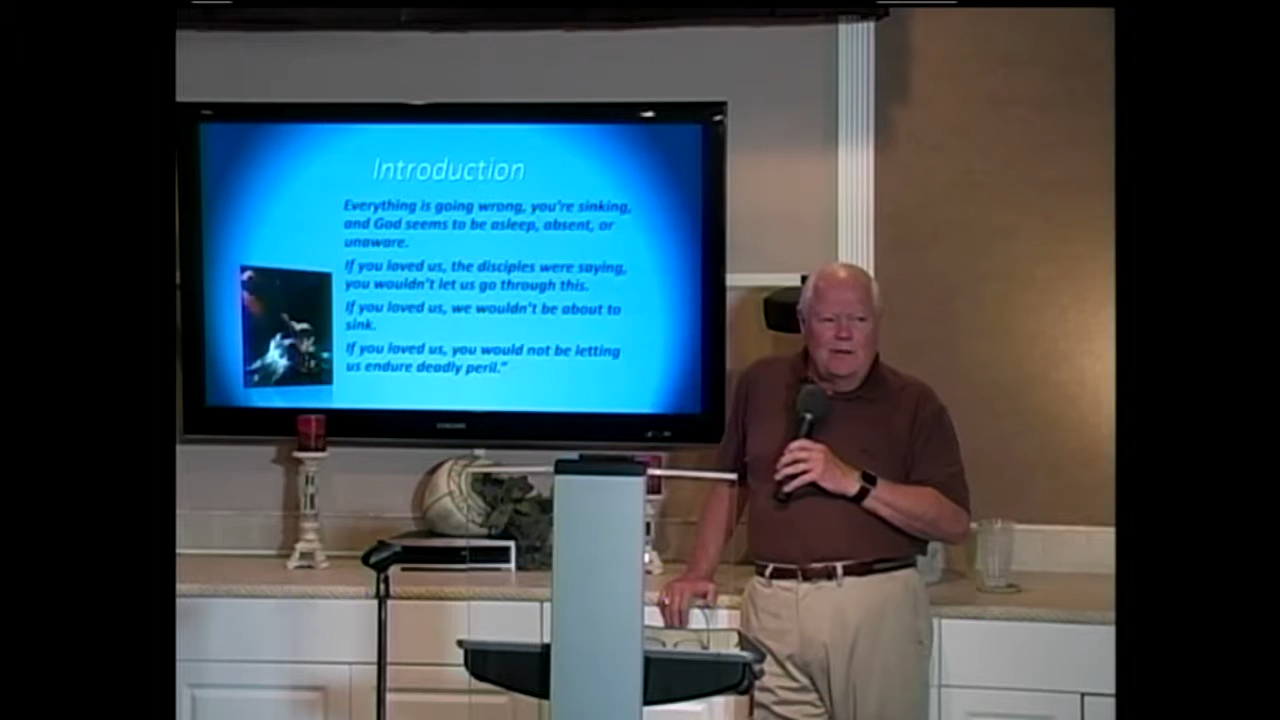 Introduction
Everything is going wrong, you're sinking,
and God seems to be asleep, absent, or
unaware.
If you loved us, the disciples were saying,
you wouldn't let us go through this.
If you loved us, we wouldn't be about to
sink.
If you loved us, you would not be letting
us endure deadly peril."
SAMSUNG